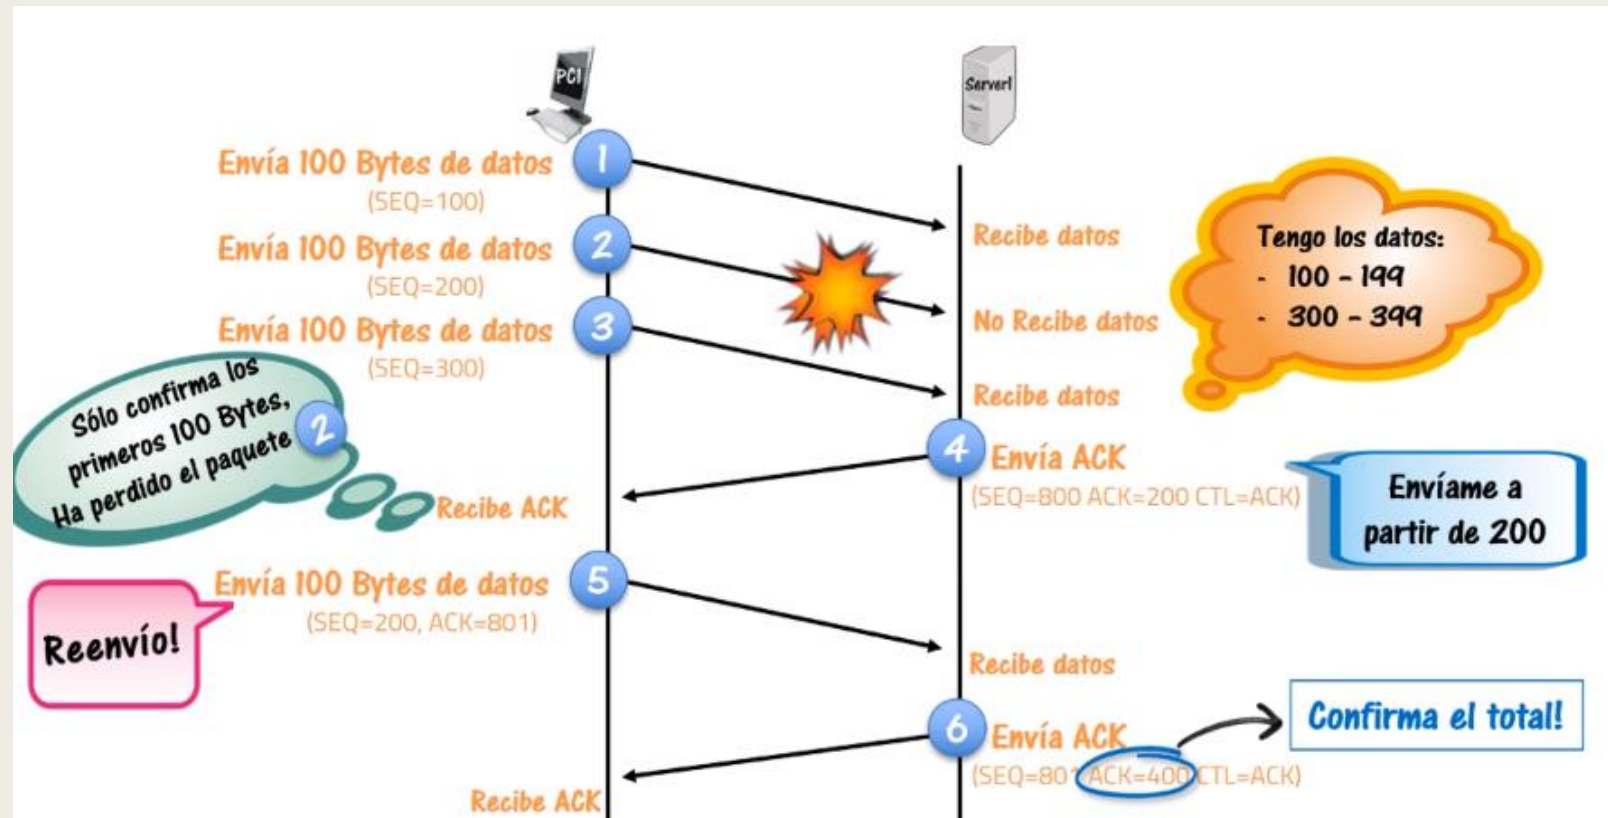 PC1
Server1
Envía 100 Bytes de datos
1
(SEQ=100)
Recibe datos
Envía 100 Bytes de datos
2
(SEQ=200)
No Recibe datos
Envía 100 Bytes de datos
3
(SEQ=300)
Recibe datos
Tengo los datos:
- 100 - 199
- 300 - 399
Sólo confirma los
primeros 100 Bytes,
Ha perdido el paquete 2
4
Envía ACK
(SEQ=800 ACK=200 CTL=ACK)
Envíame a
partir de 200
Recibe ACK
Envía 100 Bytes de datos
5
(SEQ=200, ACK=801)
Reenvío!
Recibe datos
6
Envía ACK
(SEQ=801 ACK=400 CTL=ACK)
Confirma el total!
Recibe ACK